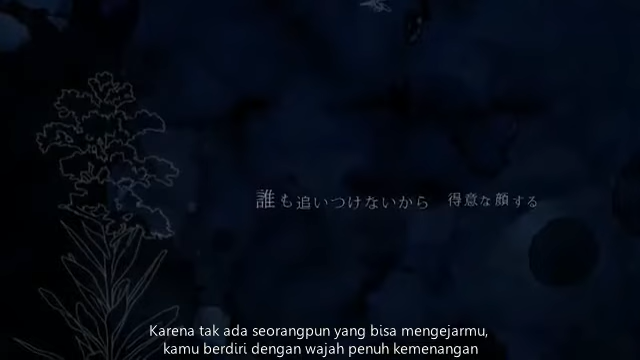 誰も追いつけないから 得意な顔する
Karena tak ada seorangpun yang bisa mengejarmu,
kamu berdiri dengan wajah penuh kemenangan